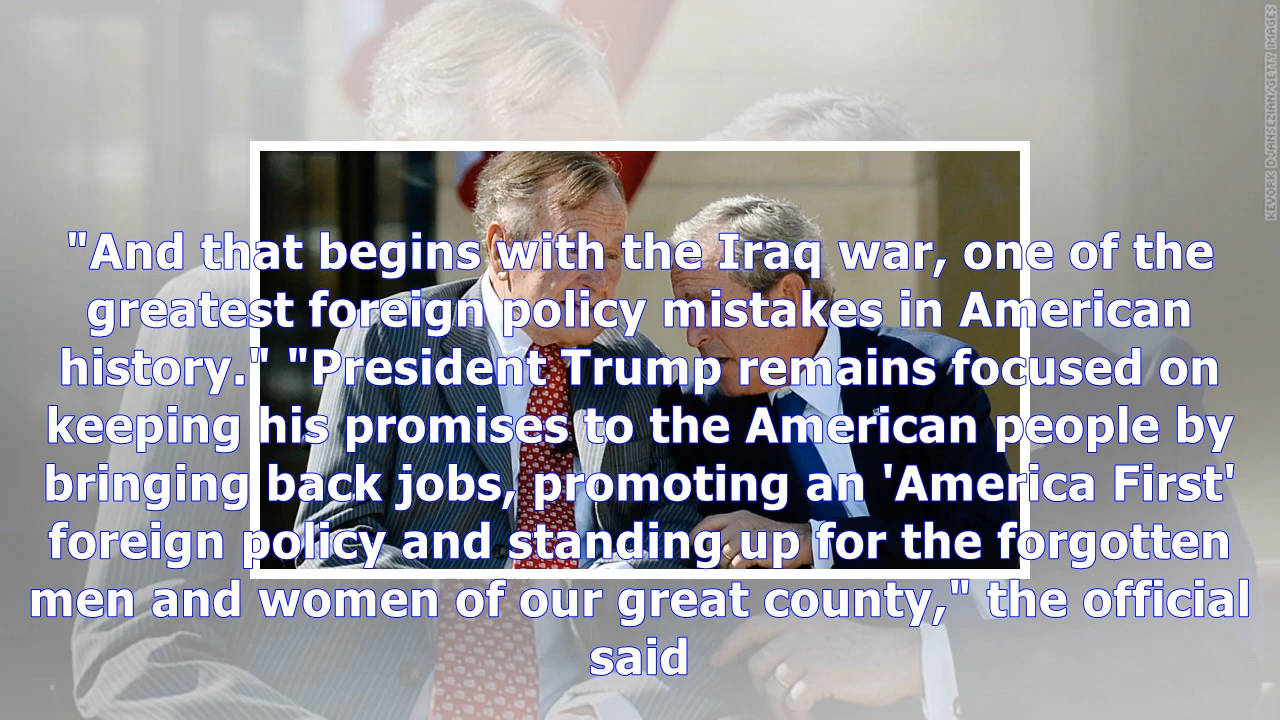 "And that begins with the Iraq war, one of the
greatest foreign policy mistakes in American
history." "President Trump remains focused on
keeping his promises to the American people by
bringing back jobs, promoting an 'America First'
foreign policy and standing up for the forgotten
men and women of our great county," the official
said
KEVORK DJANSEZIAN/GETTY IMAGES